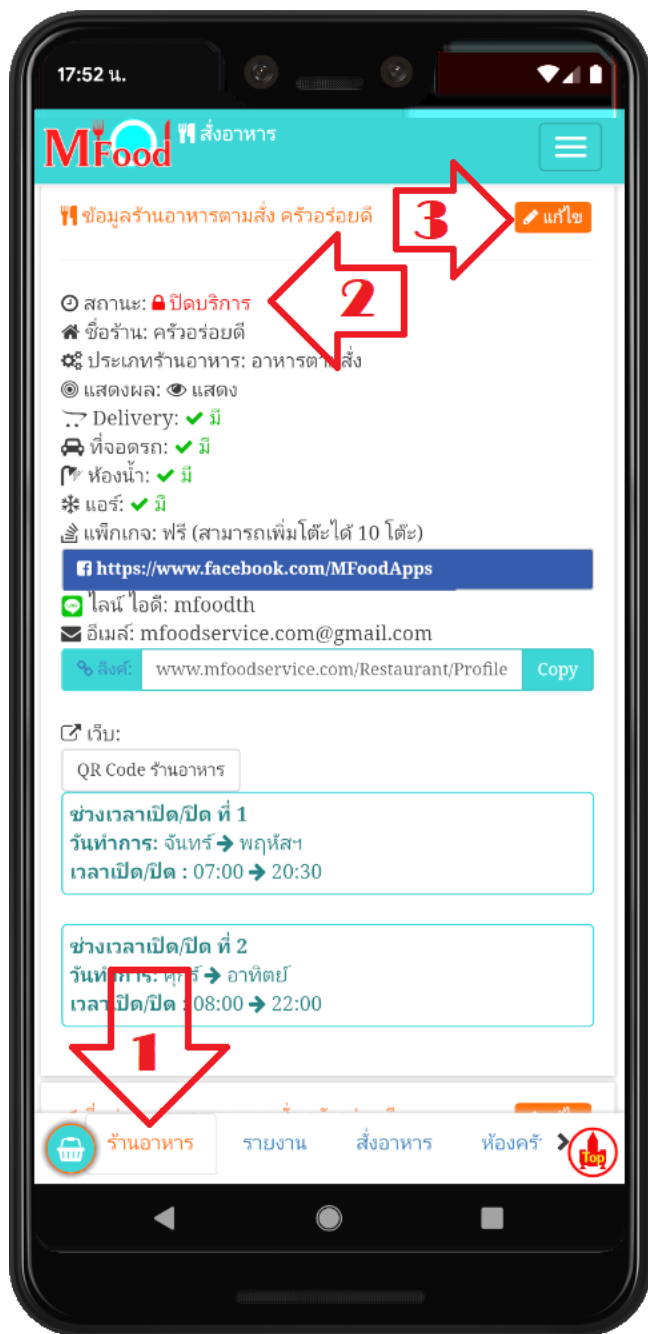 17:52 น.
MFood สั่งอาหาร
ข้อมูลร้านอาหารตามสั่ง ครัวอร่อยดี
3
แก้ไข
2
สถานะ: ปิดบริการ
ชื่อร้าน: ครัวอร่อยดี
ประเภทร้านอาหาร: อาหารตามสั่ง
แสดงผล: แสดง
Delivery: มี
ที่จอดรถ: มี
ห้องน้ำ: มี
แอร์: มี
แพ็กเกจ: ฟรี (สามารถเพิ่มโต๊ะได้ 10 โต๊ะ)
https://www.facebook.com/MFoodApps
ไลน์ ไอดี: mfoodth
อีเมล์: mfoodservice.com@gmail.com
ลิงค์: www.mfoodservice.com/Restaurant/Profile Copy
เว็บ:
QR Code ร้านอาหาร
ช่วงเวลาเปิด/ปิด ที่ 1
วันทำการ: จันทร์ ➔ พฤหัสฯ
เวลาเปิด/ปิด : 07:00 ➔ 20:30
ช่วงเวลาเปิด/ปิด ที่ 2
วันทำการ: ศุกร์ ➔ อาทิตย์
เวลาเปิด/ปิด : 08:00 ➔ 22:00
1
ร้านอาหาร รายงาน สั่งอาหาร ห้องครั
Top